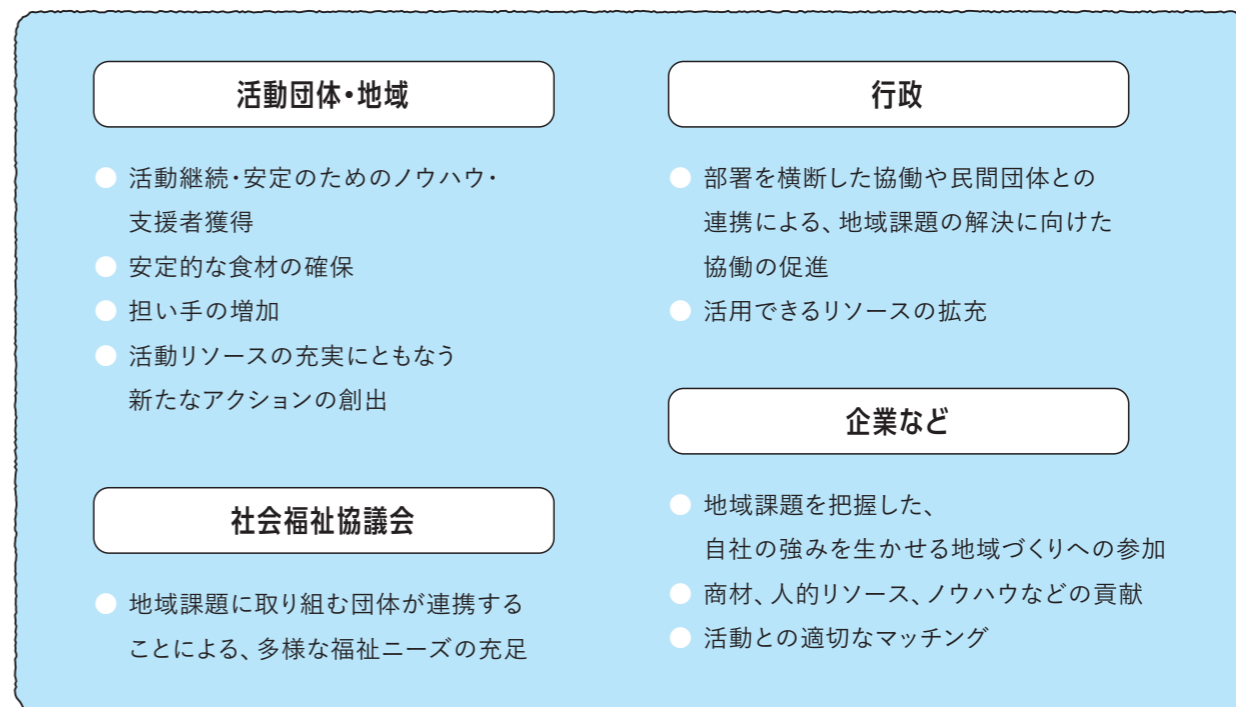 活動団体・地域
活動継続・安定のためのノウハウ・
支援者獲得
安定的な食材の確保
担い手の増加
活動リソースの充実にともなう
新たなアクションの創出
社会福祉協議会
地域課題に取り組む団体が連携する
ことによる、多様な福祉ニーズの充足
行政
部署を横断した協働や民間団体との
連携による、地域課題の解決に向けた
協働の促進
活用できるリソースの拡充
企業など
地域課題を把握した、
自社の強みを生かせる地域づくりへの参加
商材、人的リソース、ノウハウなどの貢献
活動との適切なマッチング